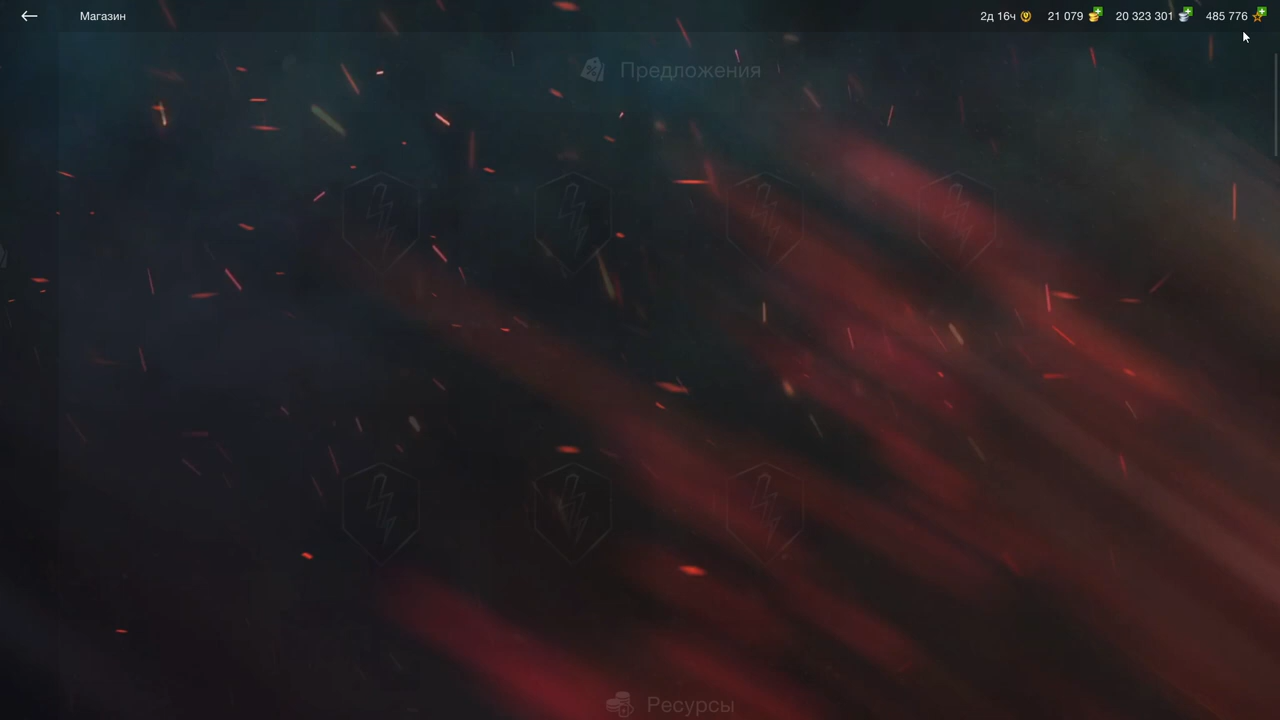 Магазин
2д 16ч
21 079
20 323 301
485 776
Предложения
Ресурсы